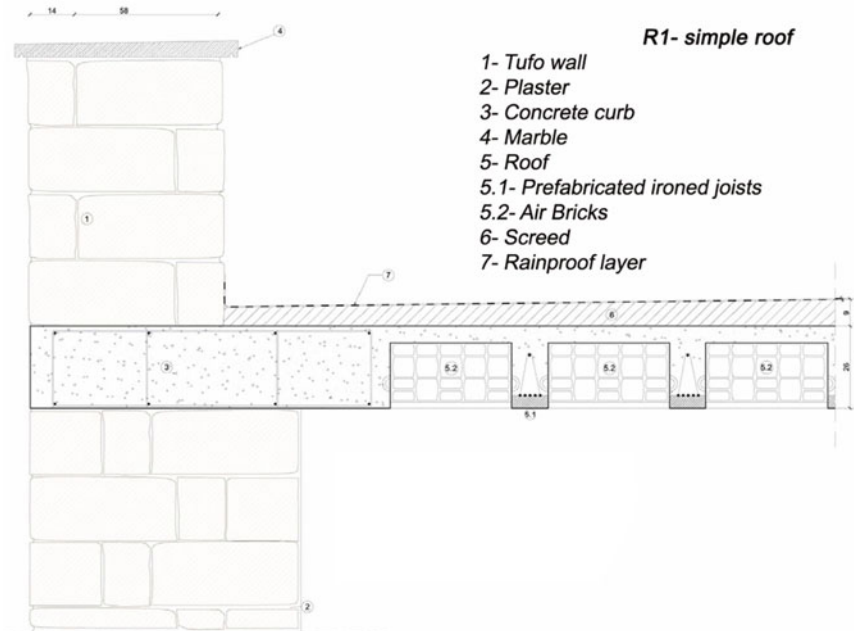 14 58
4
R1- simple roof
1- Tufo wall
2- Plaster
3- Concrete curb
4- Marble
5- Roof
5.1- Prefabricated ironed joists
5.2- Air Bricks
6- Screed
7- Rainproof layer
1
7
6
9
3
5.2
5.2
5.2
26
5.1
2